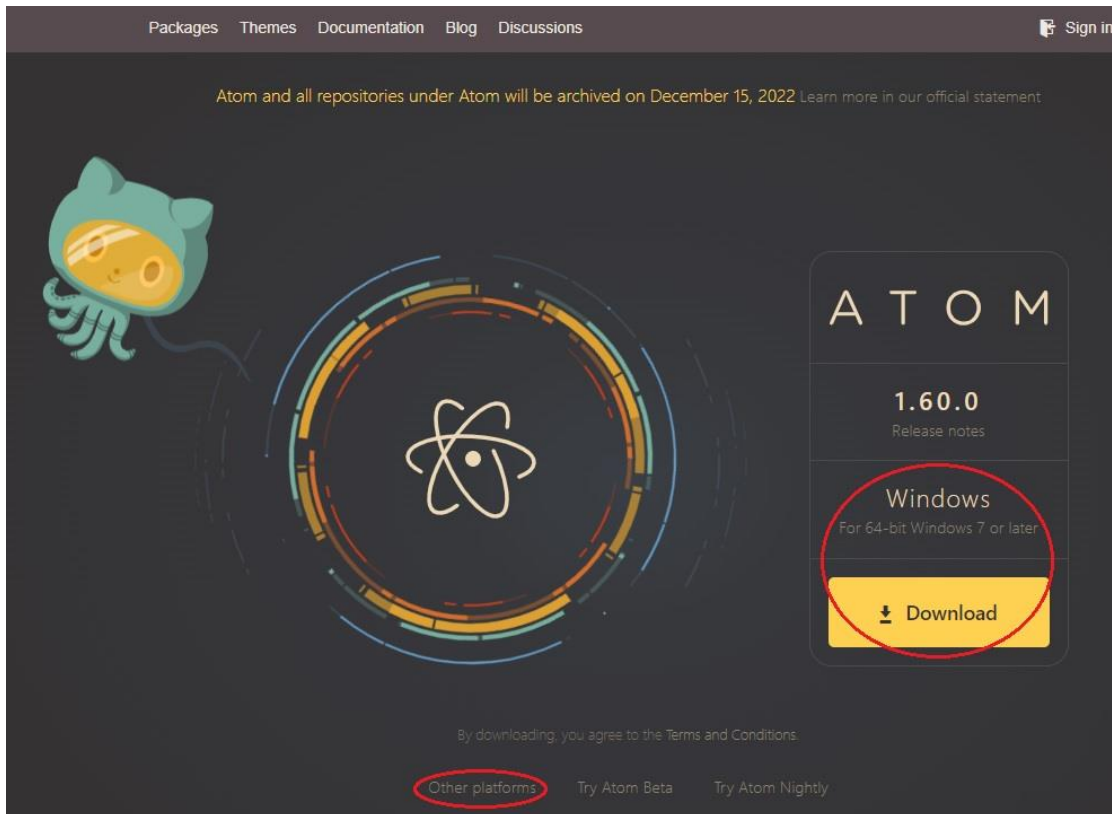 Packages Themes Documentation Blog Discussions Sign in
Atom and all repositories under Atom will be archived on December 15, 2022 Learn more in our official statement
ATOM
1.60.0
Release notes
Windows
For 64-bit Windows 7 or later
Download
By downloading, you agree to the Terms and Conditions.
Other platforms Try Atom Beta Try Atom Nightly